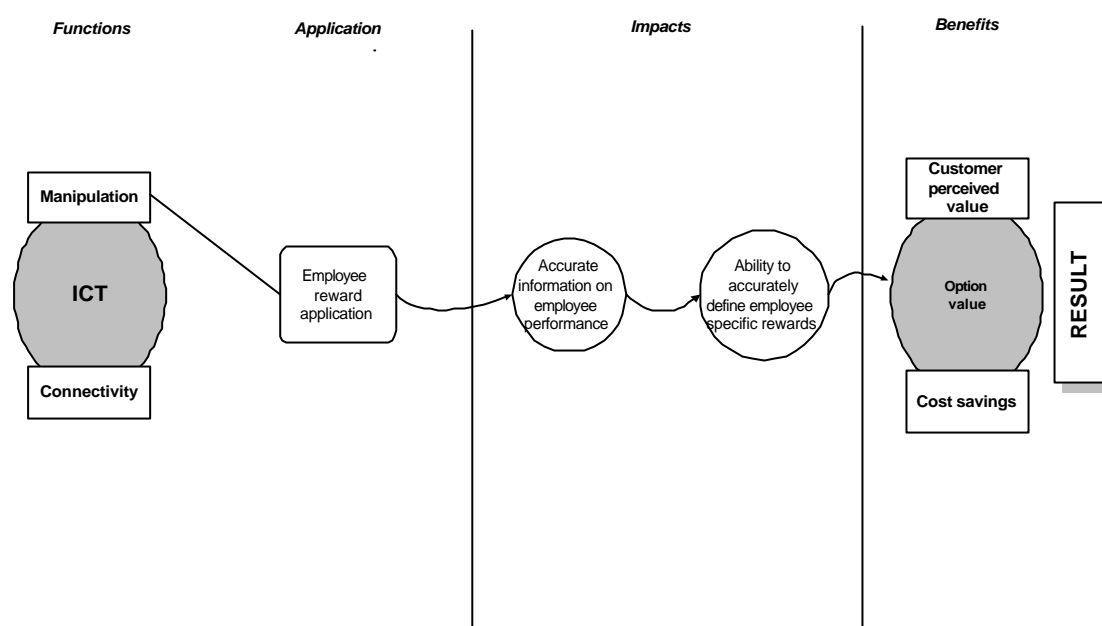 Functions
Application
Impacts
Benefits
Manipulation
ICT
Connectivity
Employee
reward
application
Accurate
information on
employee
performance
Ability to
accurately
define employee
specific rewards
Customer
perceived
value
Option
value
Cost savings
RESULT